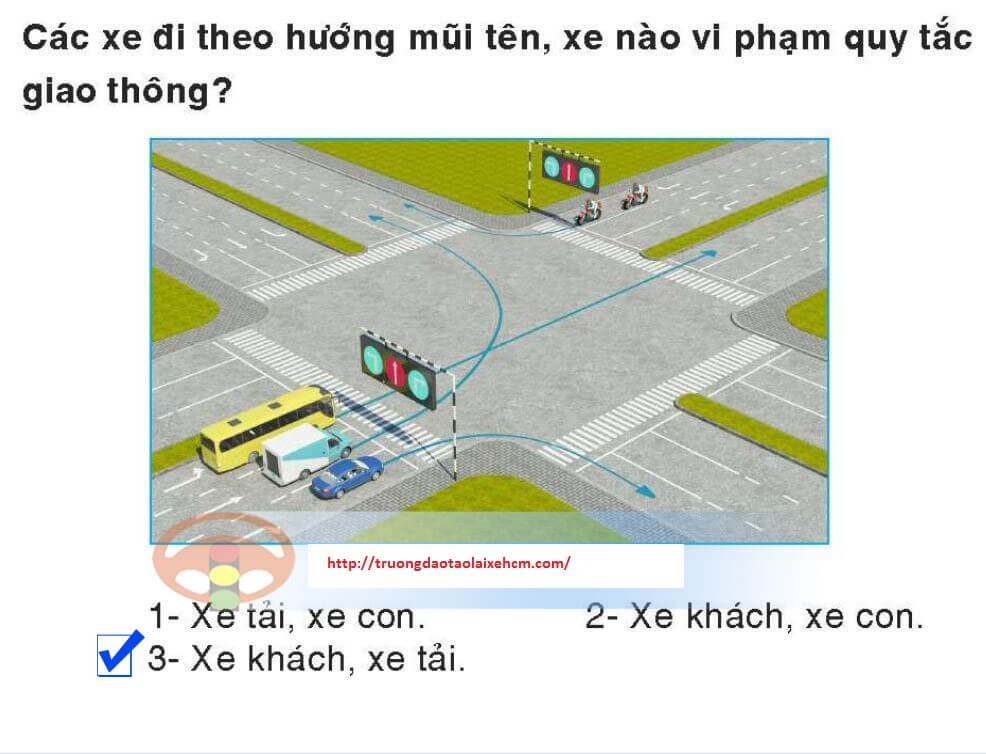 Các xe đi theo hướng mũi tên, xe nào vi phạm quy tắc
giao thông?
http://truongdaotaolaixehcm.com/
1- Xe tải, xe con. 2- Xe khách, xe con.
3- Xe khách, xe tải.